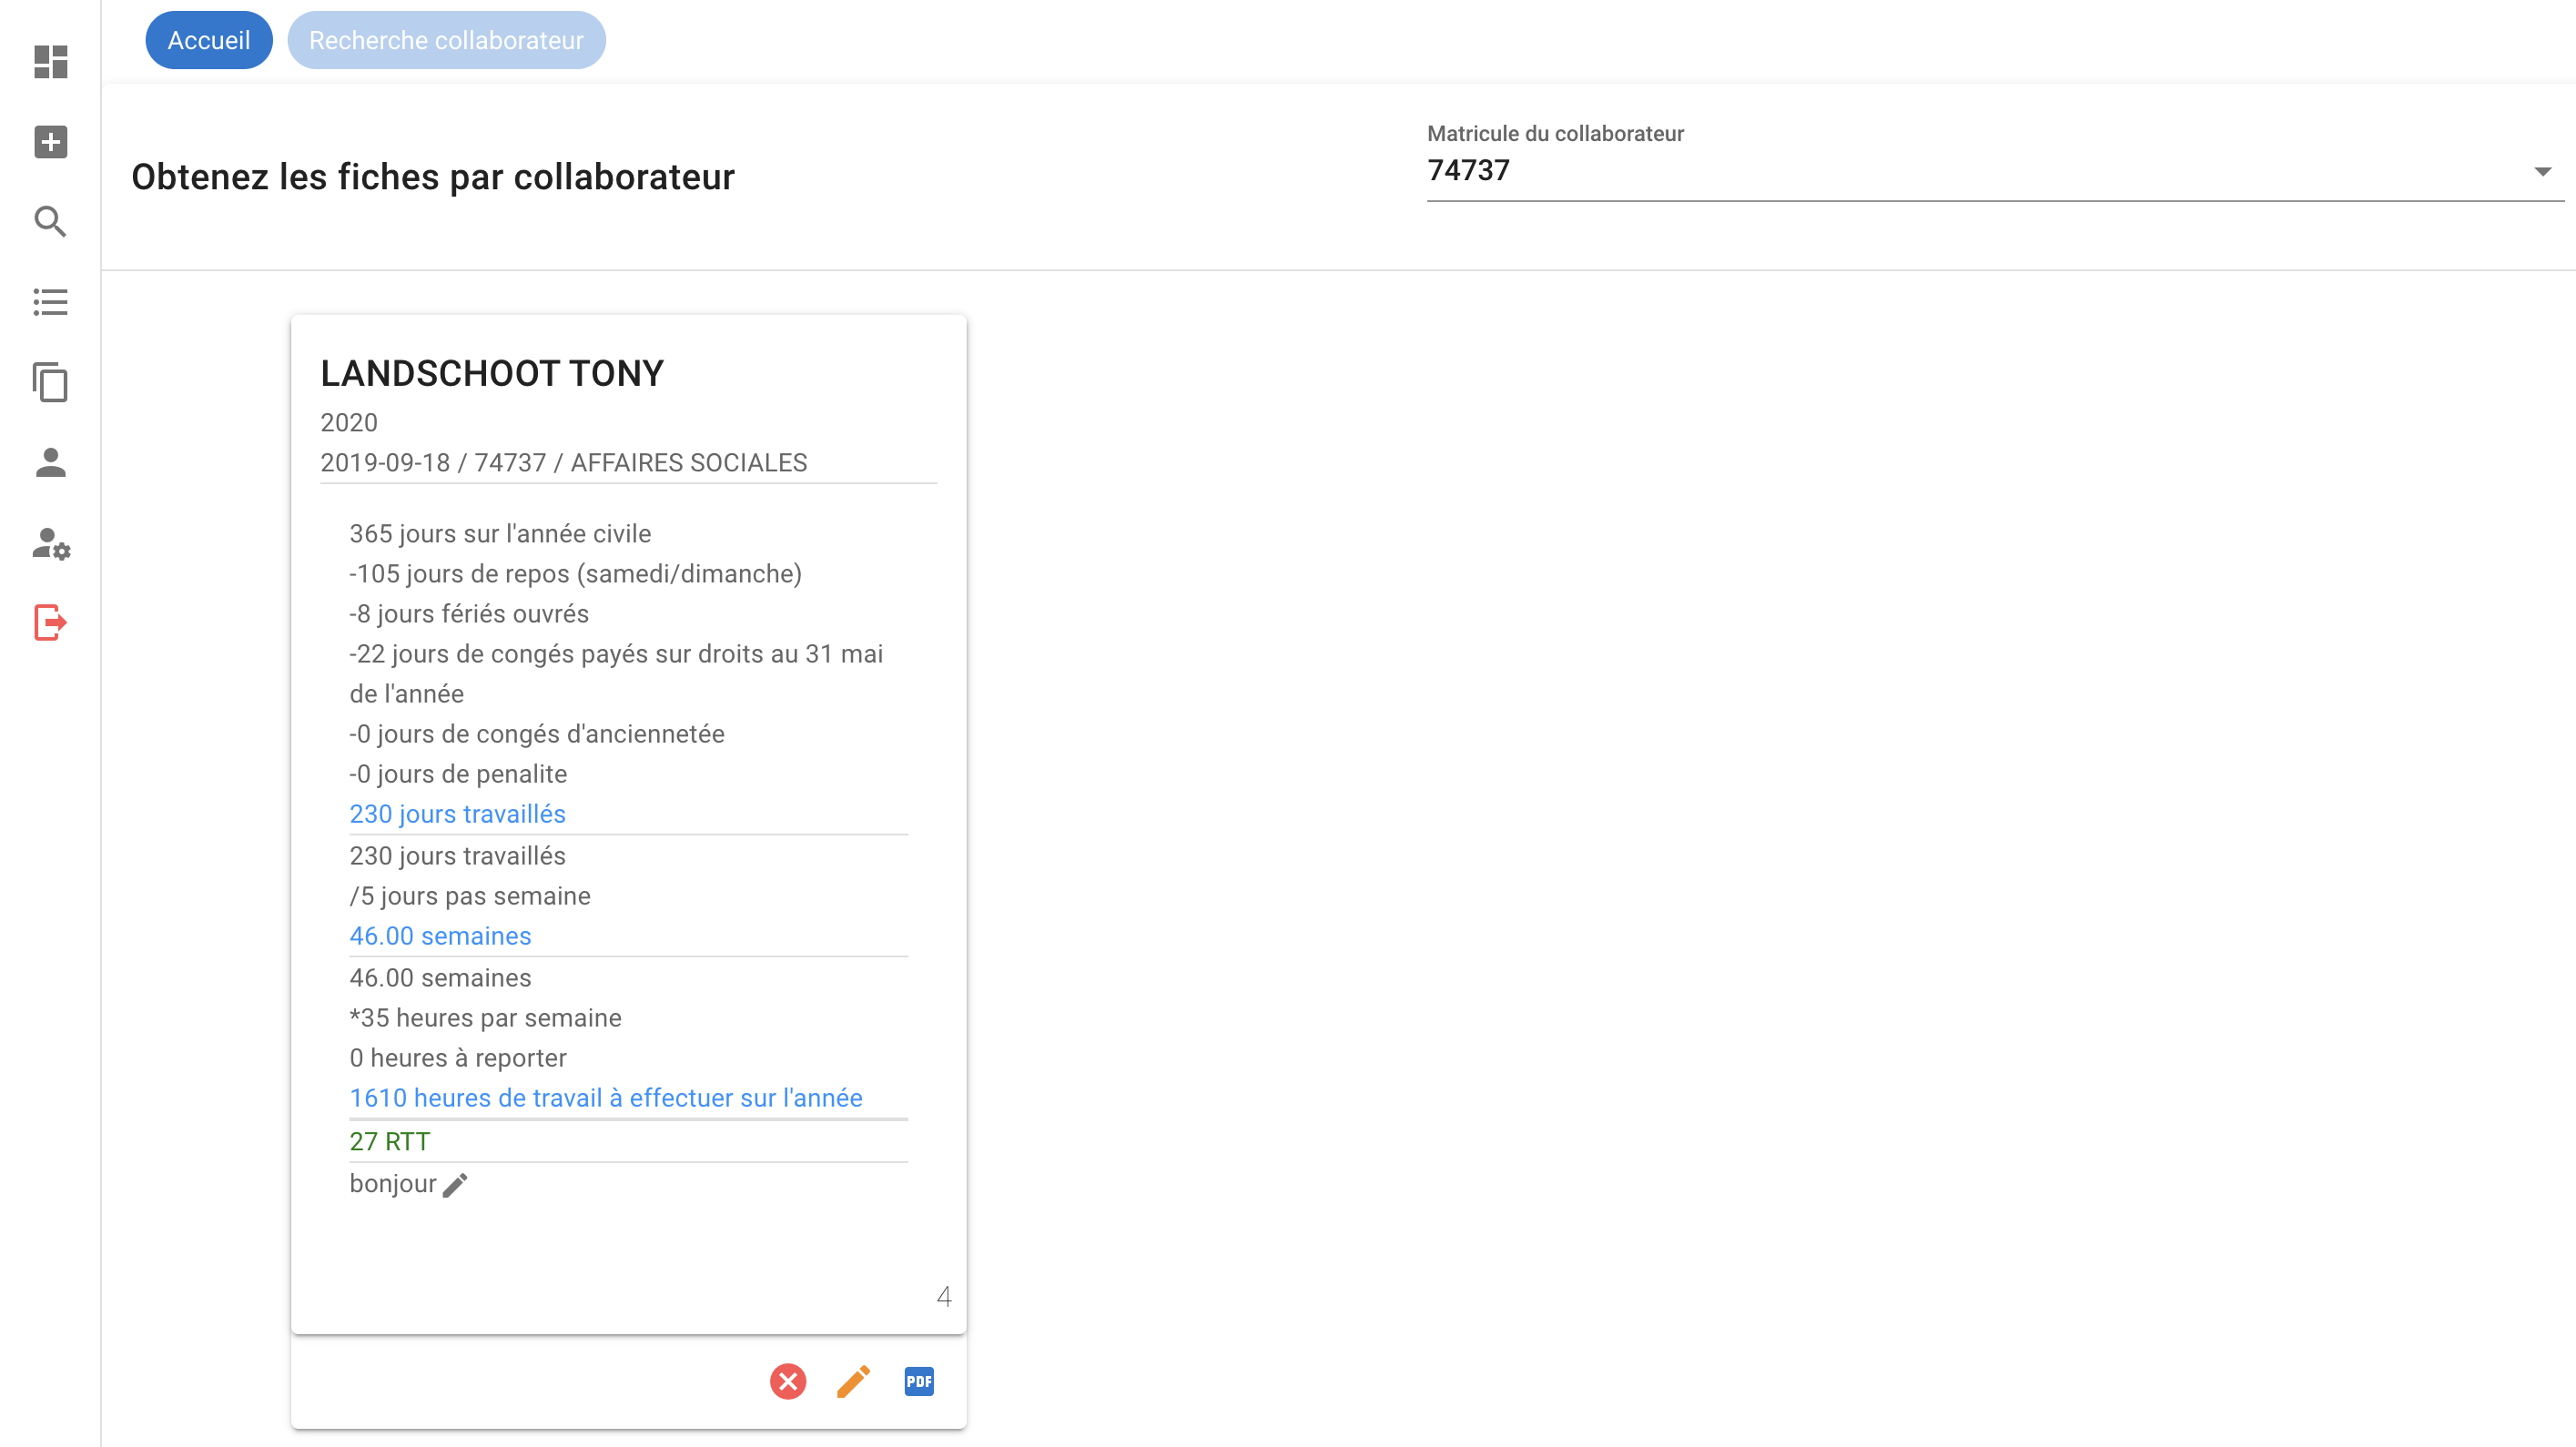 Accueil
Recherche collaborateur
Obtenez les fiches par collaborateur
Matricule du collaborateur
74737
LANDSCHOOT TONY
2020
2019-09-18 / 74737 / AFFAIRES SOCIALES
365 jours sur l'année civile
-105 jours de repos (samedi/dimanche)
-8 jours fériés ouvrés
-22 jours de congés payés sur droits au 31 mai
de l'année
-0 jours de congés d'anciennetée
-0 jours de penalite
230 jours travaillés
230 jours travaillés
/5 jours pas semaine
46.00 semaines
46.00 semaines
*35 heures par semaine
0 heures à reporter
1610 heures de travail à effectuer sur l'année
27 RTT
bonjour
4
PDF